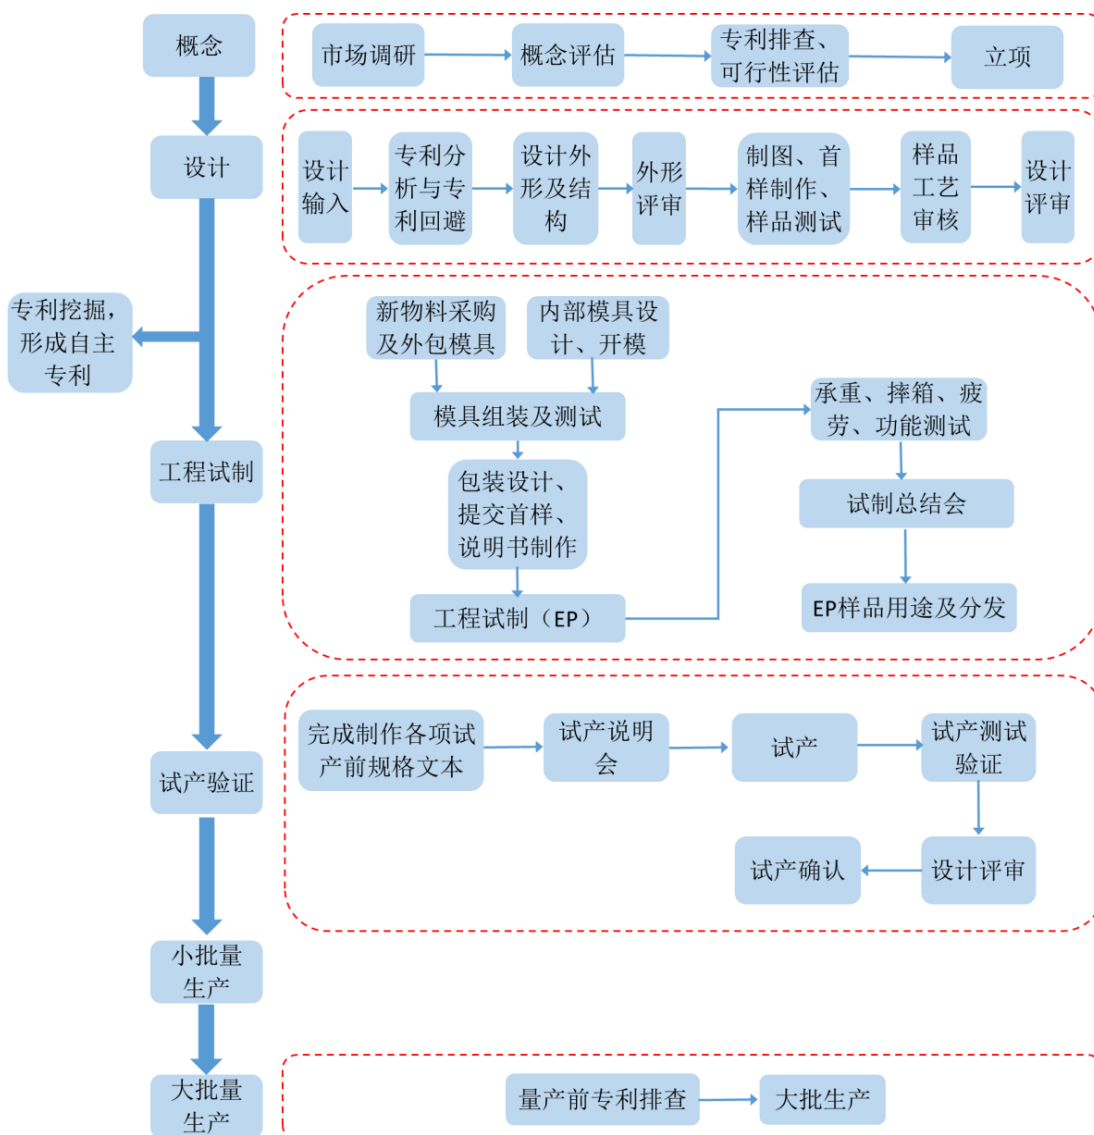 概念
市场调研
概念评估
专利排查、
可行性评估
立项
设计
设计
输入
专利分
析与专
利回避
设计外
形及结
构
外形
评审
制图、首
样制作、
样品测试
样品
工艺
审核
设计
评审
专利挖掘，
形成自主
专利
工程试制
新物料采购
及外包模具
内部模具设
计、开模
模具组装及测试
包装设计、
提交首样、
说明书制作
工程试制（EP）
承重、摔箱、疲
劳、功能测试
试制总结会
EP样品用途及分发
试产验证
完成制作各项试
产前规格文本
试产说明
会
试产
试产测试
验证
设计评审
试产确认
小批量
生产
大批量
生产
量产前专利排查
大批生产